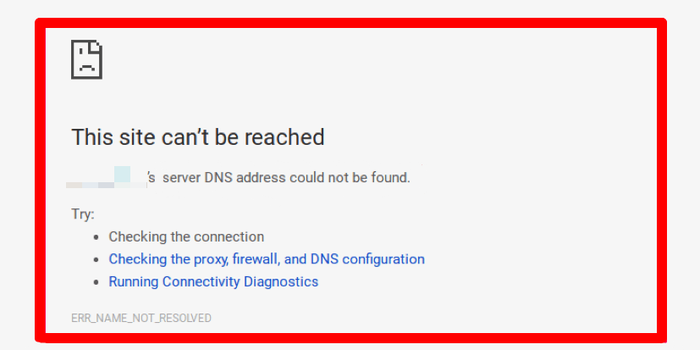 This site can't be reached
's server DNS address could not be found.
Try:
Checking the connection
Checking the proxy, firewall, and DNS configuration
Running Connectivity Diagnostics
ERR_NAME_NOT_RESOLVED